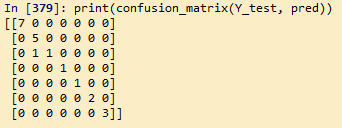 In [379]: print(confusion_matrix(Y_test, pred))
[[7 0 0 0 0 0 0]
[0 5 0 0 0 0 0]
[0 1 1 0 0 0 0]
[0 0 0 1 0 0 0]
[0 0 0 0 1 0 0]
[0 0 0 0 0 2 0]
[0 0 0 0 0 0 3]]